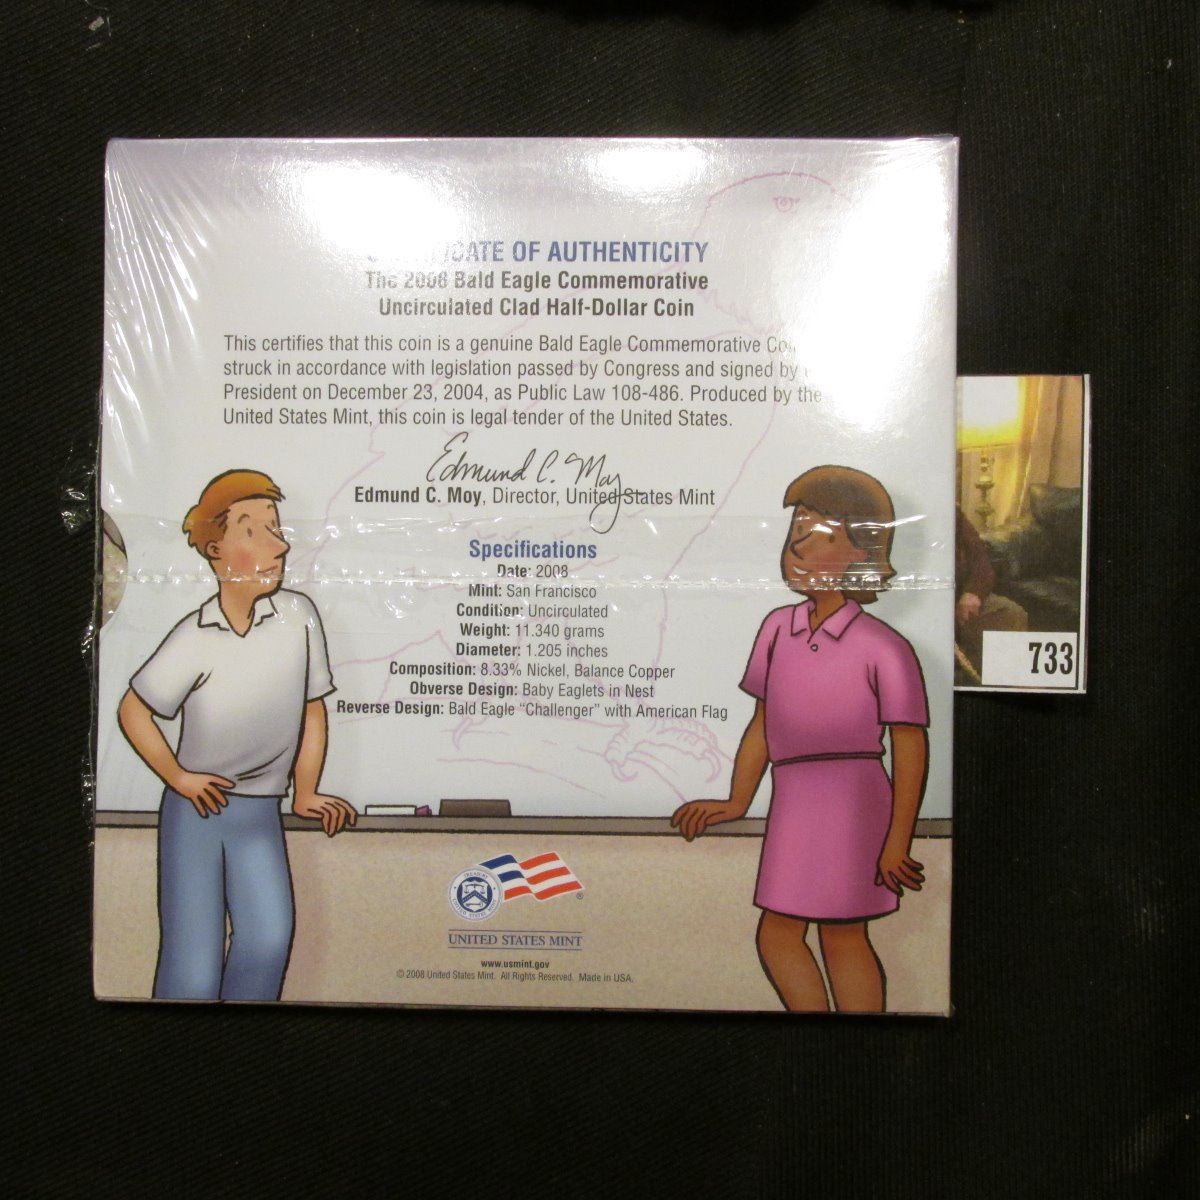 OF AUTHENTICITY
The 2008 Bald Eagle Commemorative
Uncirculated Clad Half-Dollar Coin
This certifies that this coin is a genuine Bald Eagle Commemorative
struck in accordance with legislation passed by Congress and signed by
President on December 23, 2004, as Public Law 108-486. Produced by the
United States Mint, this coin is legal tender of the United States.
Edmund C. Moy
Edmund C. Moy, Director, United States Mint
Specifications
Date: 2008
Mint: San Francisco
Condition: Uncirculated
Weight: 11.340 grams
Diameter: 1.205 inches
Composition: 8.33% Nickel, Balance Copper
Obverse Design: Baby Eaglets in Nest
Reverse Design: Bald Eagle “Challenger” with American Flag
733
UNITED STATES MINT
www.usmint.gov
© 2008 United States Mint. All Rights Reserved. Made in USA.